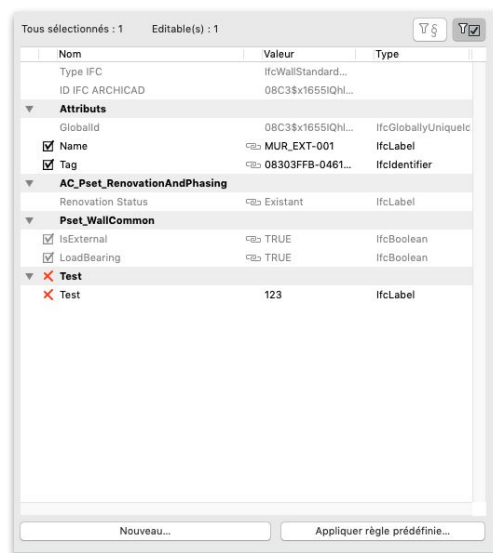 Tous sélectionnés : 1 Editable(s) : 1
Nom Valeur Type
Type IFC IfcWallStandard...
ID IFC ARCHICAD 08C3$x1655IQhl...
Attributs
GlobalId 08C3$x1655IQhl... IfcGloballyUniqueId
Name MUR_EXT-001 IfcLabel
Tag 08303FFB-0461... IfcIdentifier
AC_Pset_RenovationAndPhasing
Renovation Status Existant IfcLabel
Pset_WallCommon
IsExternal TRUE IfcBoolean
LoadBearing TRUE IfcBoolean
Test
Test 123 IfcLabel
Nouveau... Appliquer règle prédéfinie...